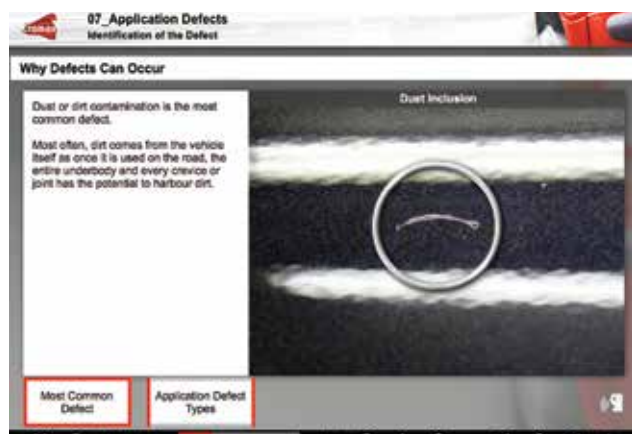 Cromax
07_Application Defects
Identification of the Defect
Why Defects Can Occur
Dust or dirt contamination is the most
common defect.
Most often, dirt comes from the vehicle
itself as once it is used on the road, the
entire underbody and every crevice or
joint has the potential to harbour dirt.
Dust Inclusion
Most Common
Defect
Application Defect
Types